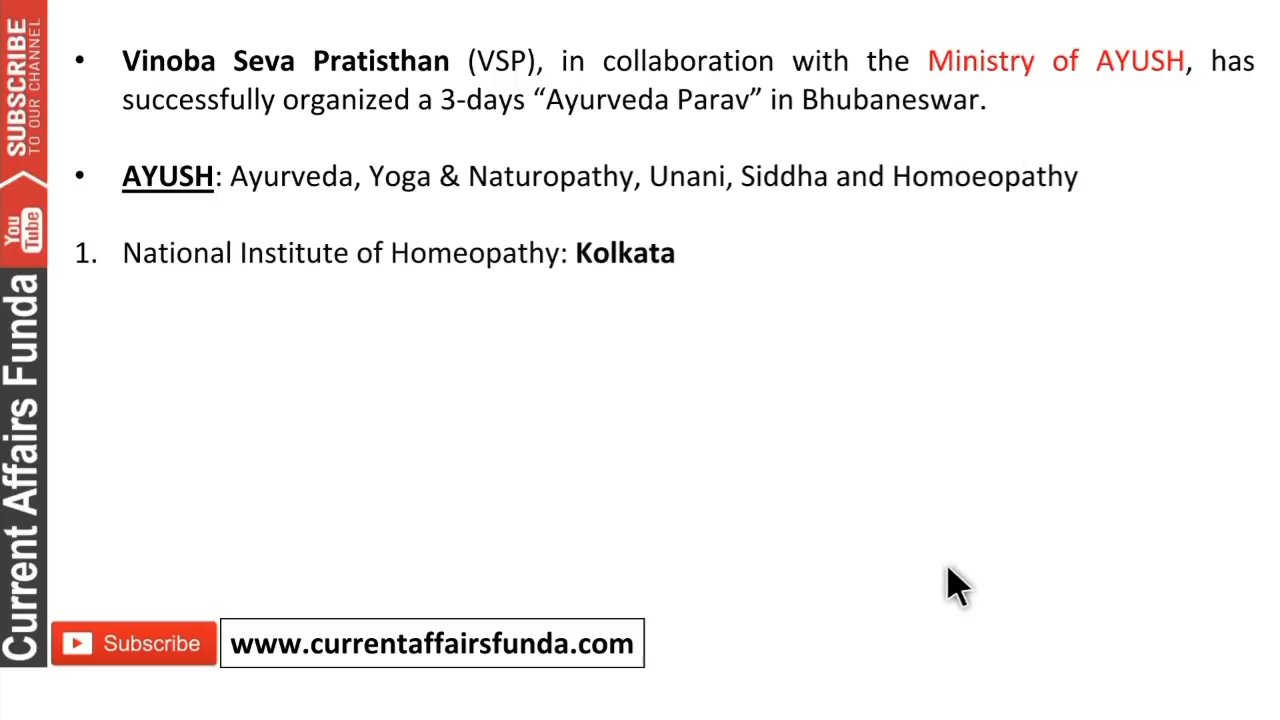 • Vinoba Seva Pratisthan (VSP), in collaboration with the Ministry of AYUSH, has
successfully organized a 3-days “Ayurveda Parav” in Bhubaneswar.
• AYUSH: Ayurveda, Yoga & Naturopathy, Unani, Siddha and Homoeopathy
1. National Institute of Homeopathy: Kolkata
SUBSCRIBE
TO OUR CHANNEL
You
Tube
Current Affairs Funda
Subscribe
www.currentaffairsfunda.com